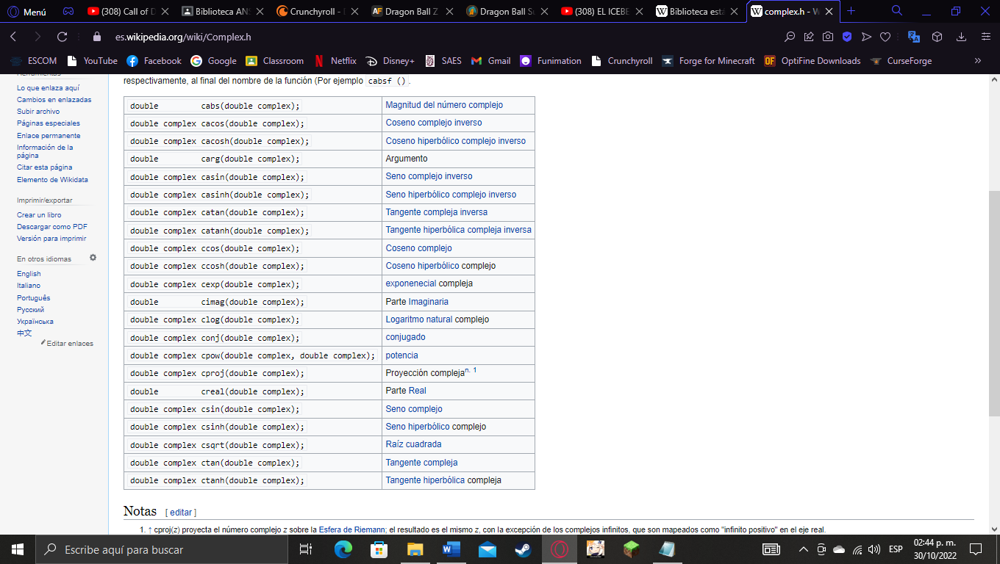 Menú
(308) Call of D
Biblioteca ANS
Crunchyroll - L
Dragon Ball Z
Dragon Ball Su
(308) EL ICEBE
Biblioteca está
complex.h - W
es.wikipedia.org/wiki/Complex.h
ESCOM
YouTube
Facebook
Google
Classroom
Netflix
Disney+
SAES
Gmail
Funimation
Crunchyroll
Forge for Minecraft
OptiFine Downloads
CurseForge
Herramientas
Lo que enlaza aquí
Cambios en enlazadas
Subir archivo
Páginas especiales
Enlace permanente
Información de la
página
Citar esta página
Elemento de Wikidata
Imprimir/exportar
Crear un libro
Descargar como PDF
Versión para imprimir
En otros idiomas
English
Italiano
Português
Русский
Українська
中文
Editar enlaces
respectivamente, al final del nombre de la función (Por ejemplo cabsf ().
double cabs(double complex); Magnitud del número complejo
double complex cacos(double complex); Coseno complejo inverso
double complex cacosh(double complex); Coseno hiperbólico complejo inverso
double carg(double complex); Argumento
double complex casin(double complex); Seno complejo inverso
double complex casinh(double complex); Seno hiperbólico complejo inverso
double complex catan(double complex); Tangente compleja inversa
double complex catanh(double complex); Tangente hiperbólica compleja inversa
double complex ccos(double complex); Coseno complejo
double complex ccosh(double complex); Coseno hiperbólico complejo
double complex cexp(double complex); exponenecial compleja
double cimag(double complex); Parte Imaginaria
double complex clog(double complex); Logaritmo natural complejo
double complex conj(double complex); conjugado
double complex cpow(double complex, double complex); potencia
double complex cproj(double complex); Proyección complejan. 1
double creal(double complex); Parte Real
double complex csin(double complex); Seno complejo
double complex csinh(double complex); Seno hiperbólico complejo
double complex csqrt(double complex); Raíz cuadrada
double complex ctan(double complex); Tangente compleja
double complex ctanh(double complex); Tangente hiperbólica compleja
Notas [ editar ]
1. ↑ cproj(z) proyecta el número complejo z sobre la Esfera de Riemann; el resultado es el mismo z, con la excepción de los complejos infinitos, que son mapeados como "infinito positivo" en el eje real.
Escribe aquí para buscar
ESP
02:44 p. m.
30/10/2022